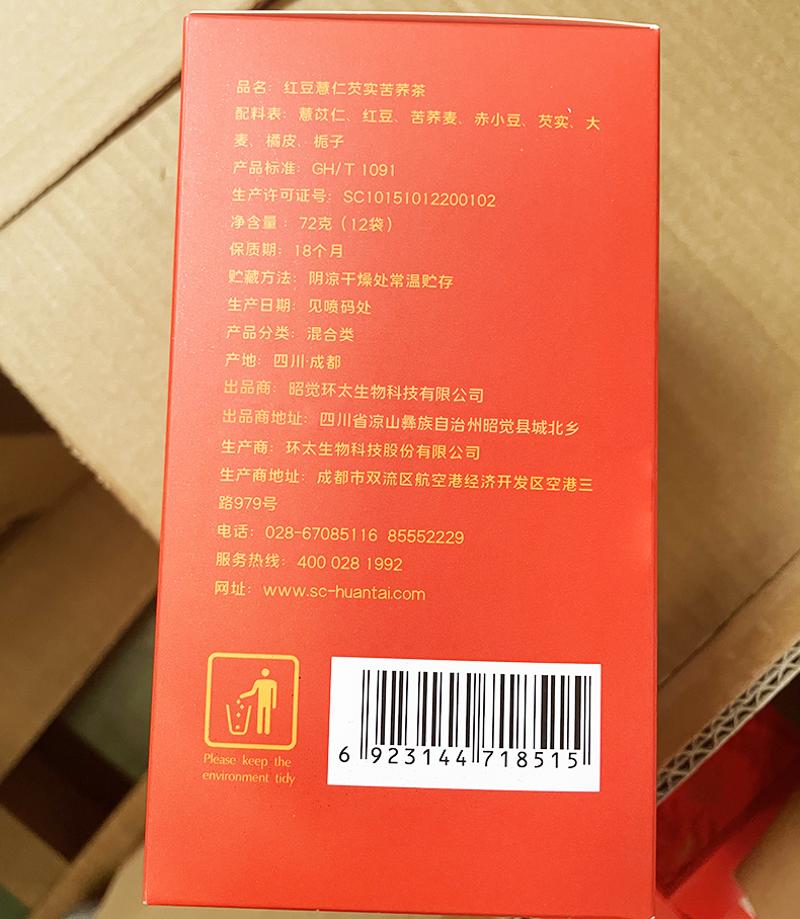 品名：红豆薏仁芡实苦荞茶
配料表：薏苡仁、红豆、苦荞麦、赤小豆、芡实、大
麦、橘皮、栀子
产品标准：GH/T 1091
生产许可证号：SC10151012200102
净含量：72克（12袋）
保质期：18个月
贮藏方法：阴凉干燥处常温贮存
生产日期：见喷码处
产品分类：混合类
产地：四川·成都
出品商：昭觉环太生物科技有限公司
出品商地址：四川省凉山彝族自治州昭觉县城北乡
生产商：环太生物科技股份有限公司
生产商地址：成都市双流区航空港经济开发区空港三
路979号
电话：028-67085116 85552229
服务热线：400 028 1992
网址：www.sc-huantai.com
Please keep the
environment tidy
6 923144 718515